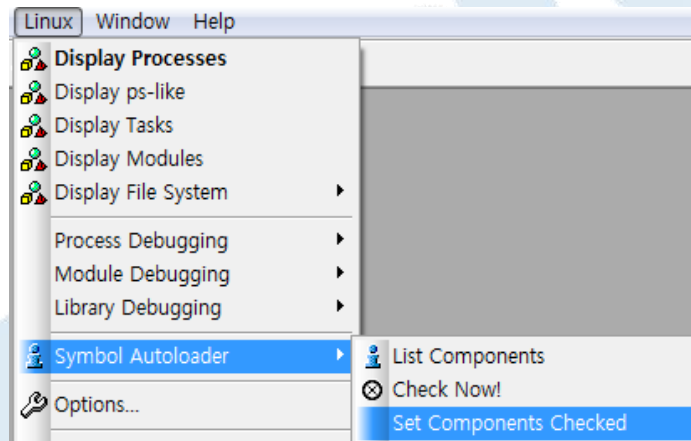 Linux Window Help
Display Processes
Display ps-like
Display Tasks
Display Modules
Display File System
Process Debugging
Module Debugging
Library Debugging
Symbol Autoloader
List Components
Check Now!
Options...
Set Components Checked